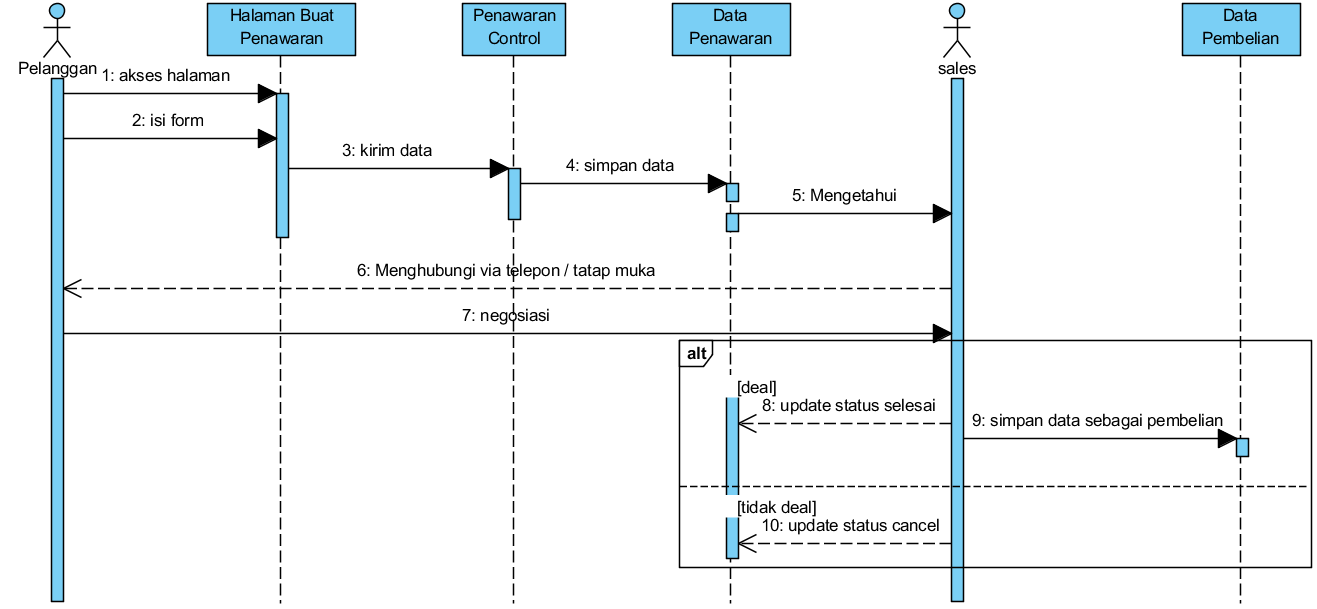 Halaman Buat
Penawaran
Penawaran
Control
Data
Penawaran
Data
Pembelian
Pelanggan
sales
1: akses halaman
2: isi form
3: kirim data
4: simpan data
5: Mengetahui
6: Menghubungi via telepon / tatap muka
7: negosiasi
alt
[deal]
8: update status selesai
9: simpan data sebagai pembelian
[tidak deal]
10: update status cancel